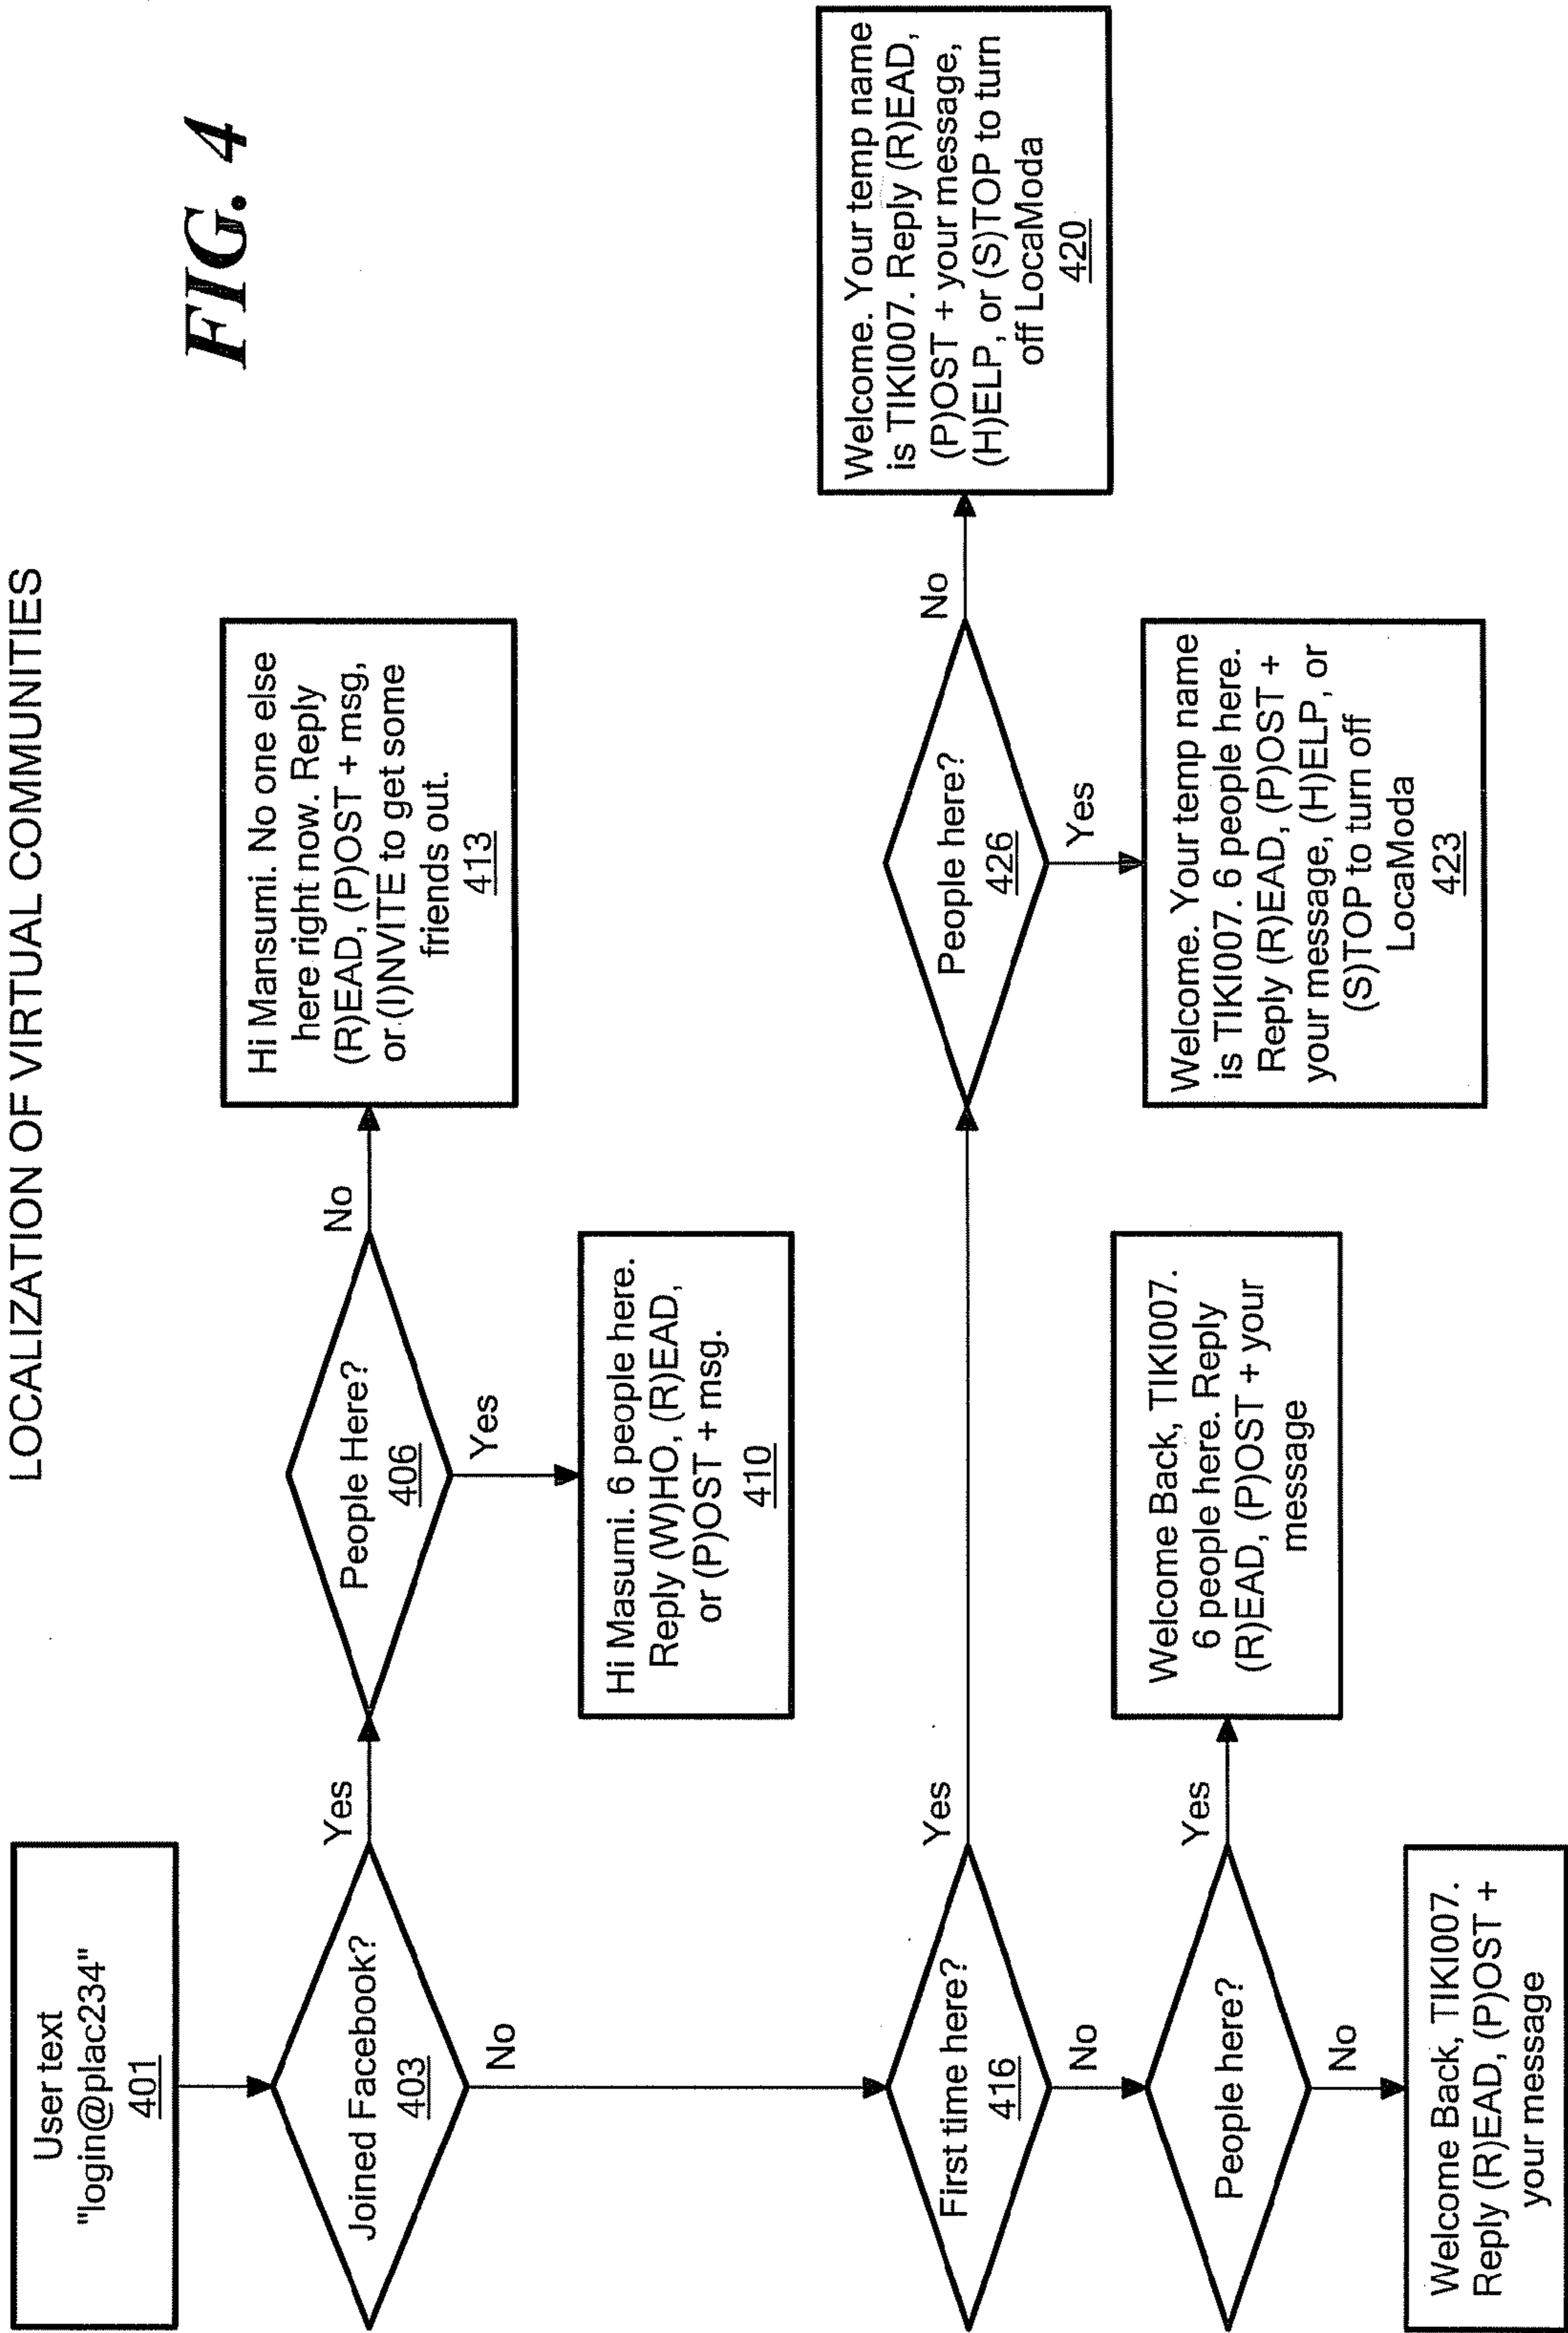 LOCALIZATION OF VIRTUAL COMMUNITIES
FIG. 4
User text
"login@plac234"
401
Joined Facebook?
403
Yes
No
People Here?
406
No
Yes
Hi Mansumi. No one else
here right now. Reply
(R)EAD, (P)OST + msg,
or (I)NVITE to get some
friends out.
413
Hi Masumi. 6 people here.
Reply (W)HO, (R)EAD,
or (P)OST + msg.
410
First time here?
416
Yes
No
People here?
426
No
Yes
Welcome. Your temp name
is TIKI007. Reply (R)EAD,
(P)OST + your message,
(H)ELP, or (S)TOP to turn
off LocaModa
420
Welcome. Your temp name
is TIKI007. 6 people here.
Reply (R)EAD, (P)OST +
your message, (H)ELP, or
(S)TOP to turn off
LocaModa
423
People here?
Yes
No
Welcome Back, TIKI007.
6 people here. Reply
(R)EAD, (P)OST + your
message
Welcome Back, TIKI007.
Reply (R)EAD, (P)OST +
your message